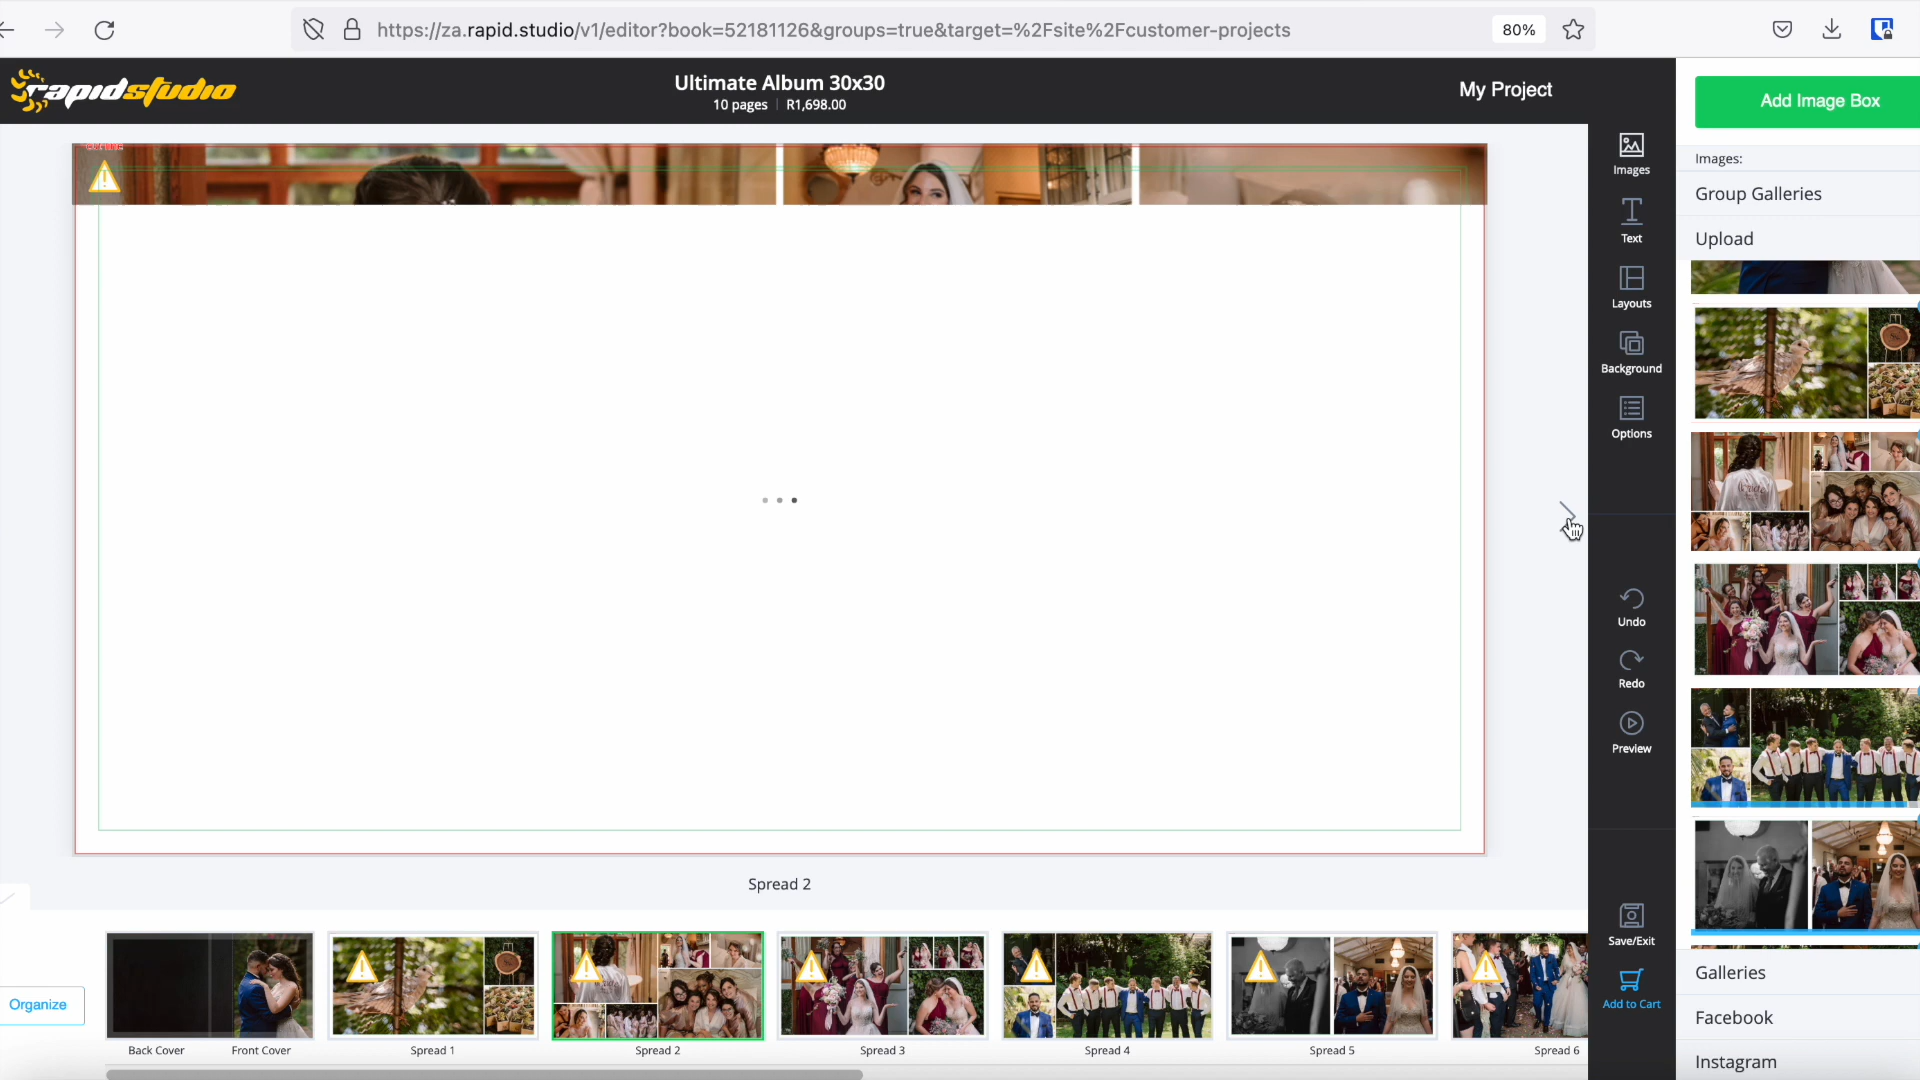 https://za.rapid.studio/v1/editor?book=52181126&groups=true&target=%2Fsite%2Fcustomer-projects
80%
rapidstudio
Ultimate Album 30x30
10 pages | R1,698.00
My Project
Add Image Box
Images:
Group Galleries
Upload
Images
Text
Layouts
Background
Options
Undo
Redo
Preview
Save/Exit
Add to Cart
Galleries
Facebook
Instagram
Spread 2
Organize
Back Cover
Front Cover
Spread 1
Spread 2
Spread 3
Spread 4
Spread 5
Spread 6